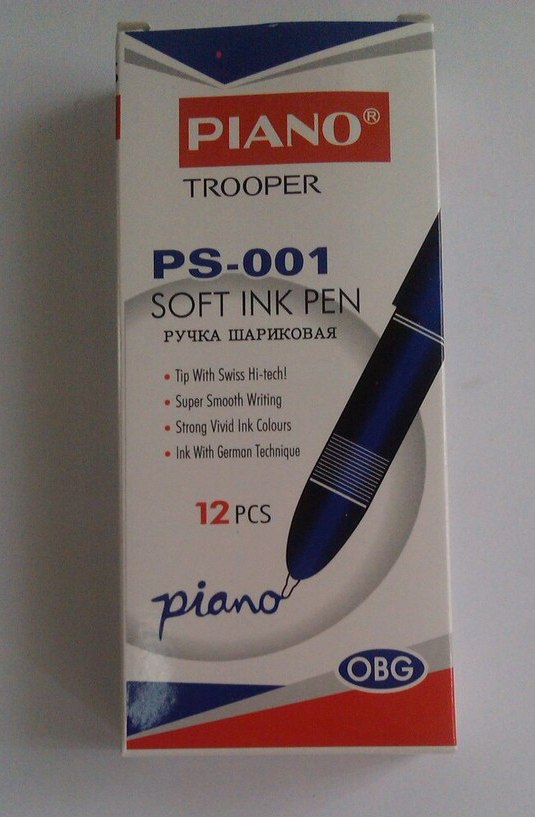 PIANO®
TROOPER
PS-001
SOFT INK PEN
РУЧКА ШАРИКОВАЯ
• Tip With Swiss Hi-tech!
• Super Smooth Writing
• Strong Vivid Ink Colours
• Ink With German Technique
12 PCS
piano
OBG